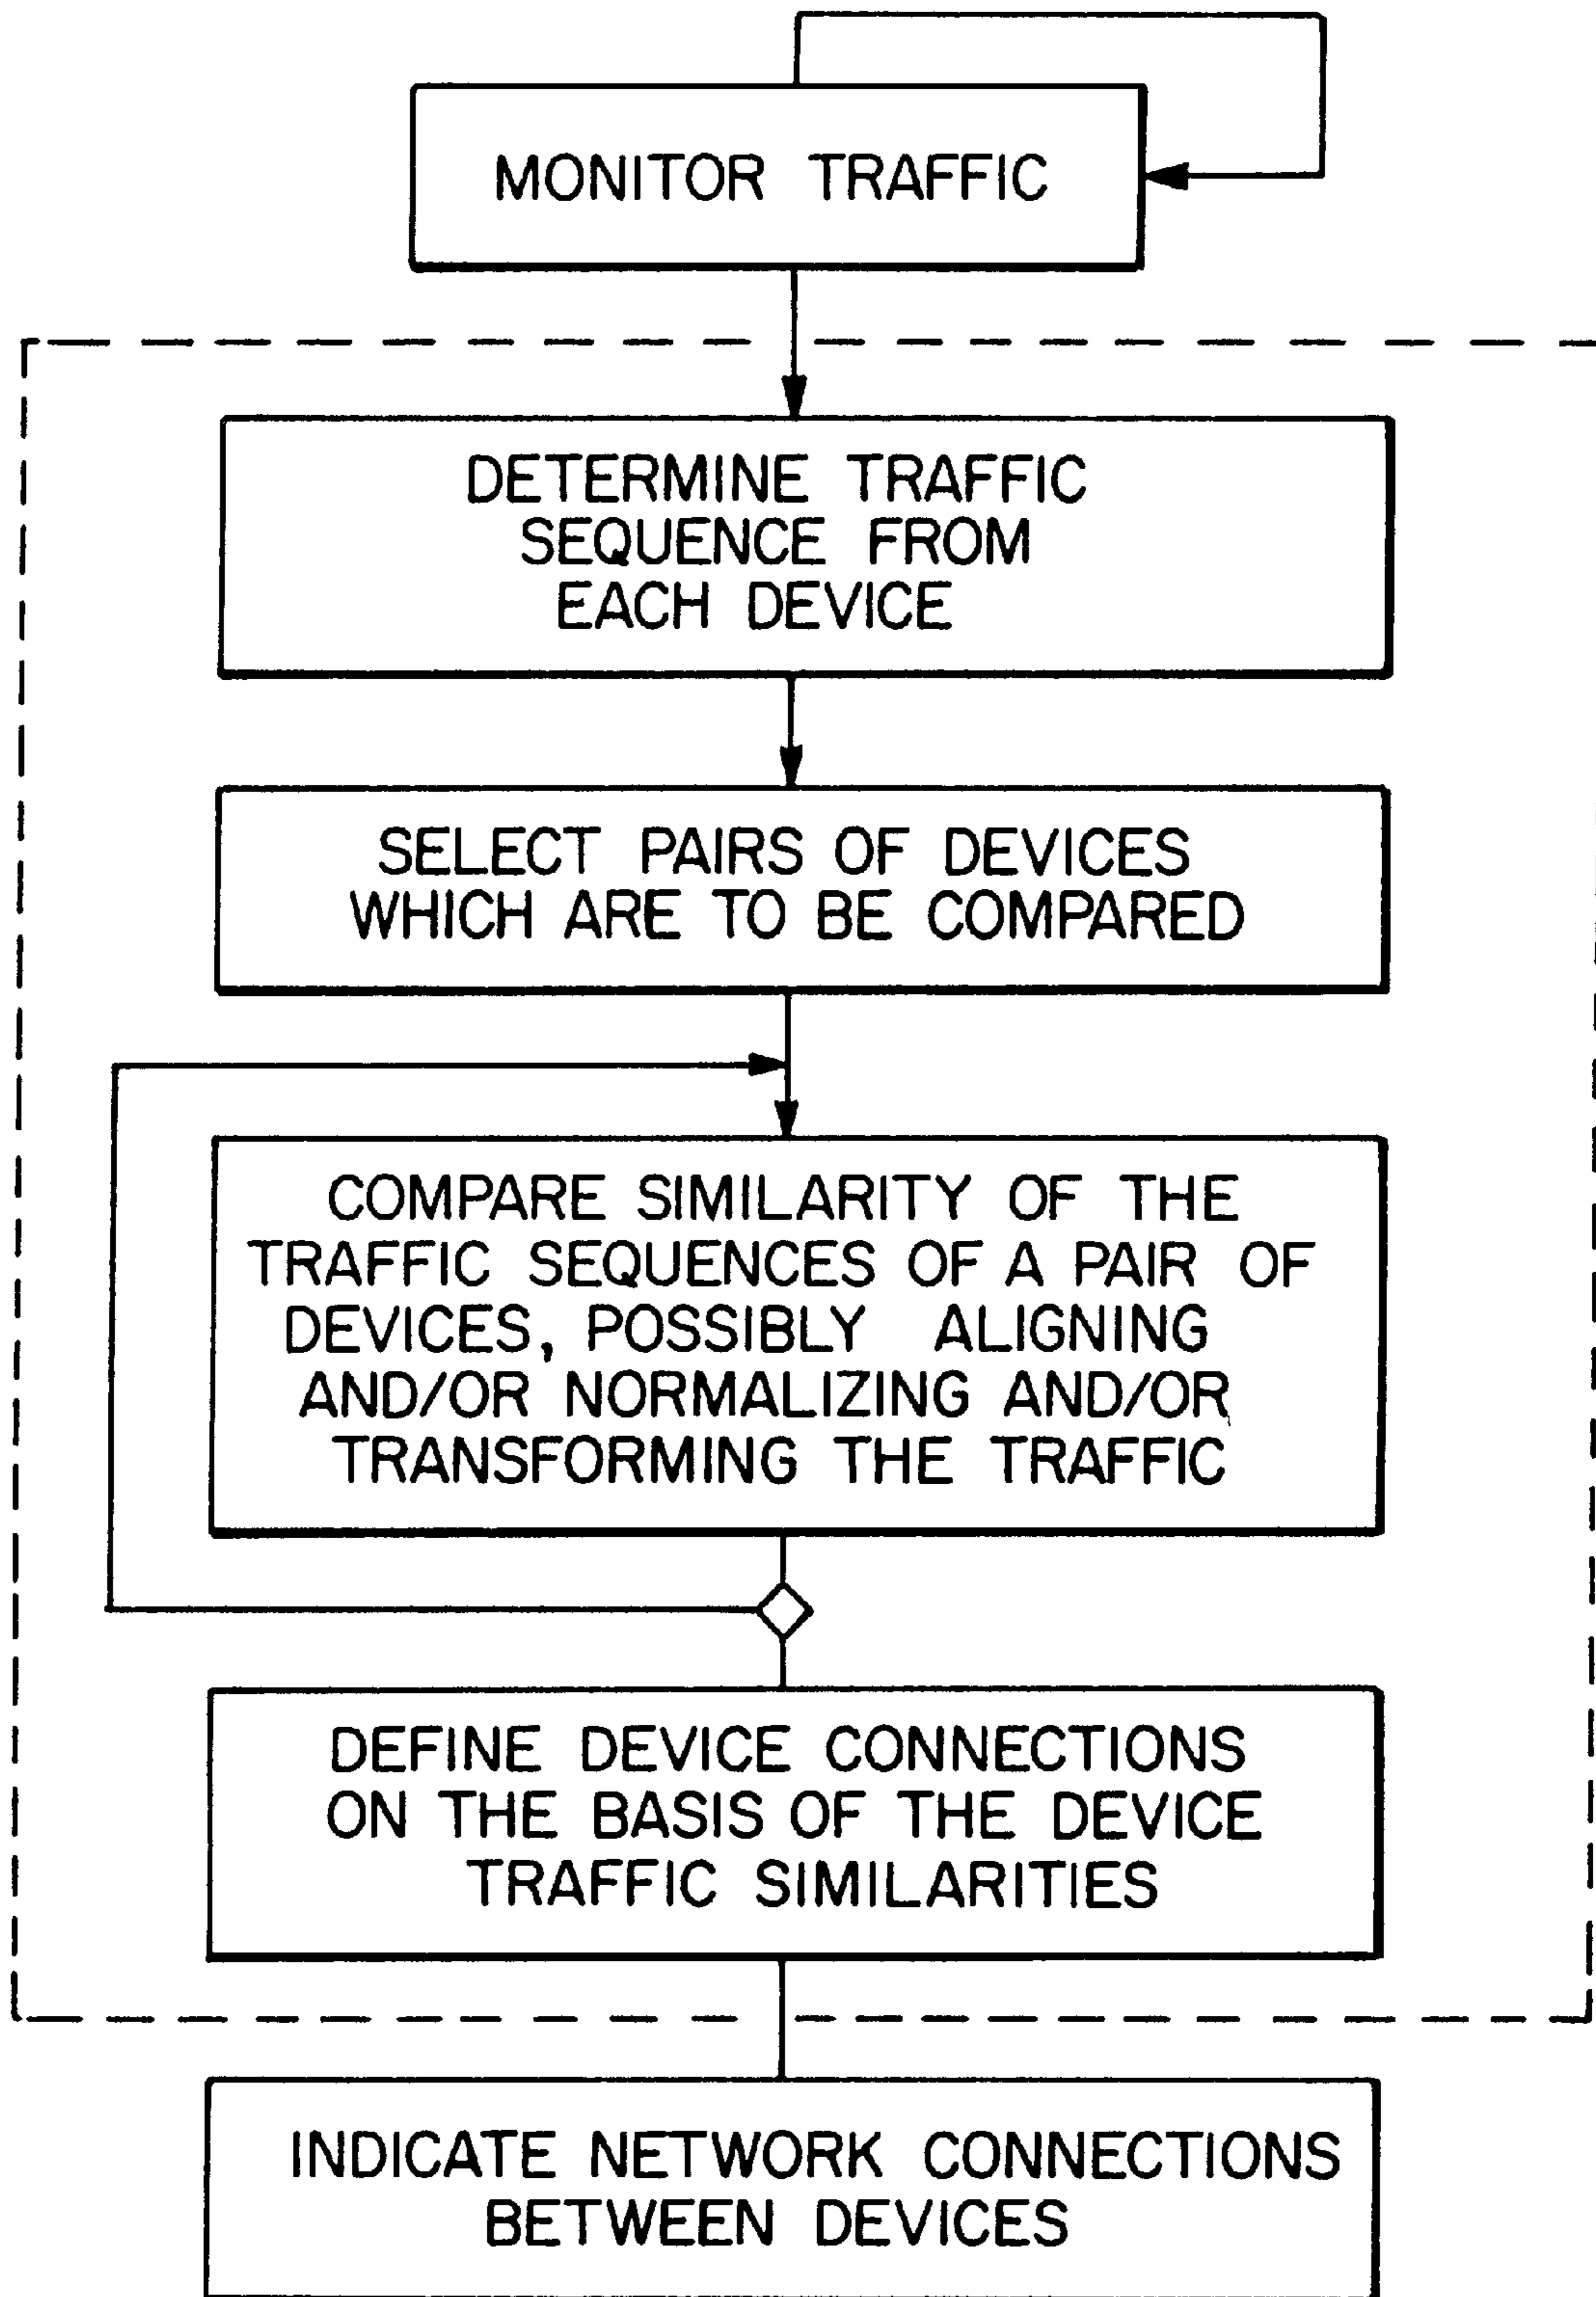 MONITOR TRAFFIC
DETERMINE TRAFFIC
SEQUENCE FROM
EACH DEVICE
SELECT PAIRS OF DEVICES
WHICH ARE TO BE COMPARED
COMPARE SIMILARITY OF THE
TRAFFIC SEQUENCES OF A PAIR OF
DEVICES, POSSIBLY ALIGNING
AND/OR NORMALIZING AND/OR
TRANSFORMING THE TRAFFIC
DEFINE DEVICE CONNECTIONS
ON THE BASIS OF THE DEVICE
TRAFFIC SIMILARITIES
INDICATE NETWORK CONNECTIONS
BETWEEN DEVICES